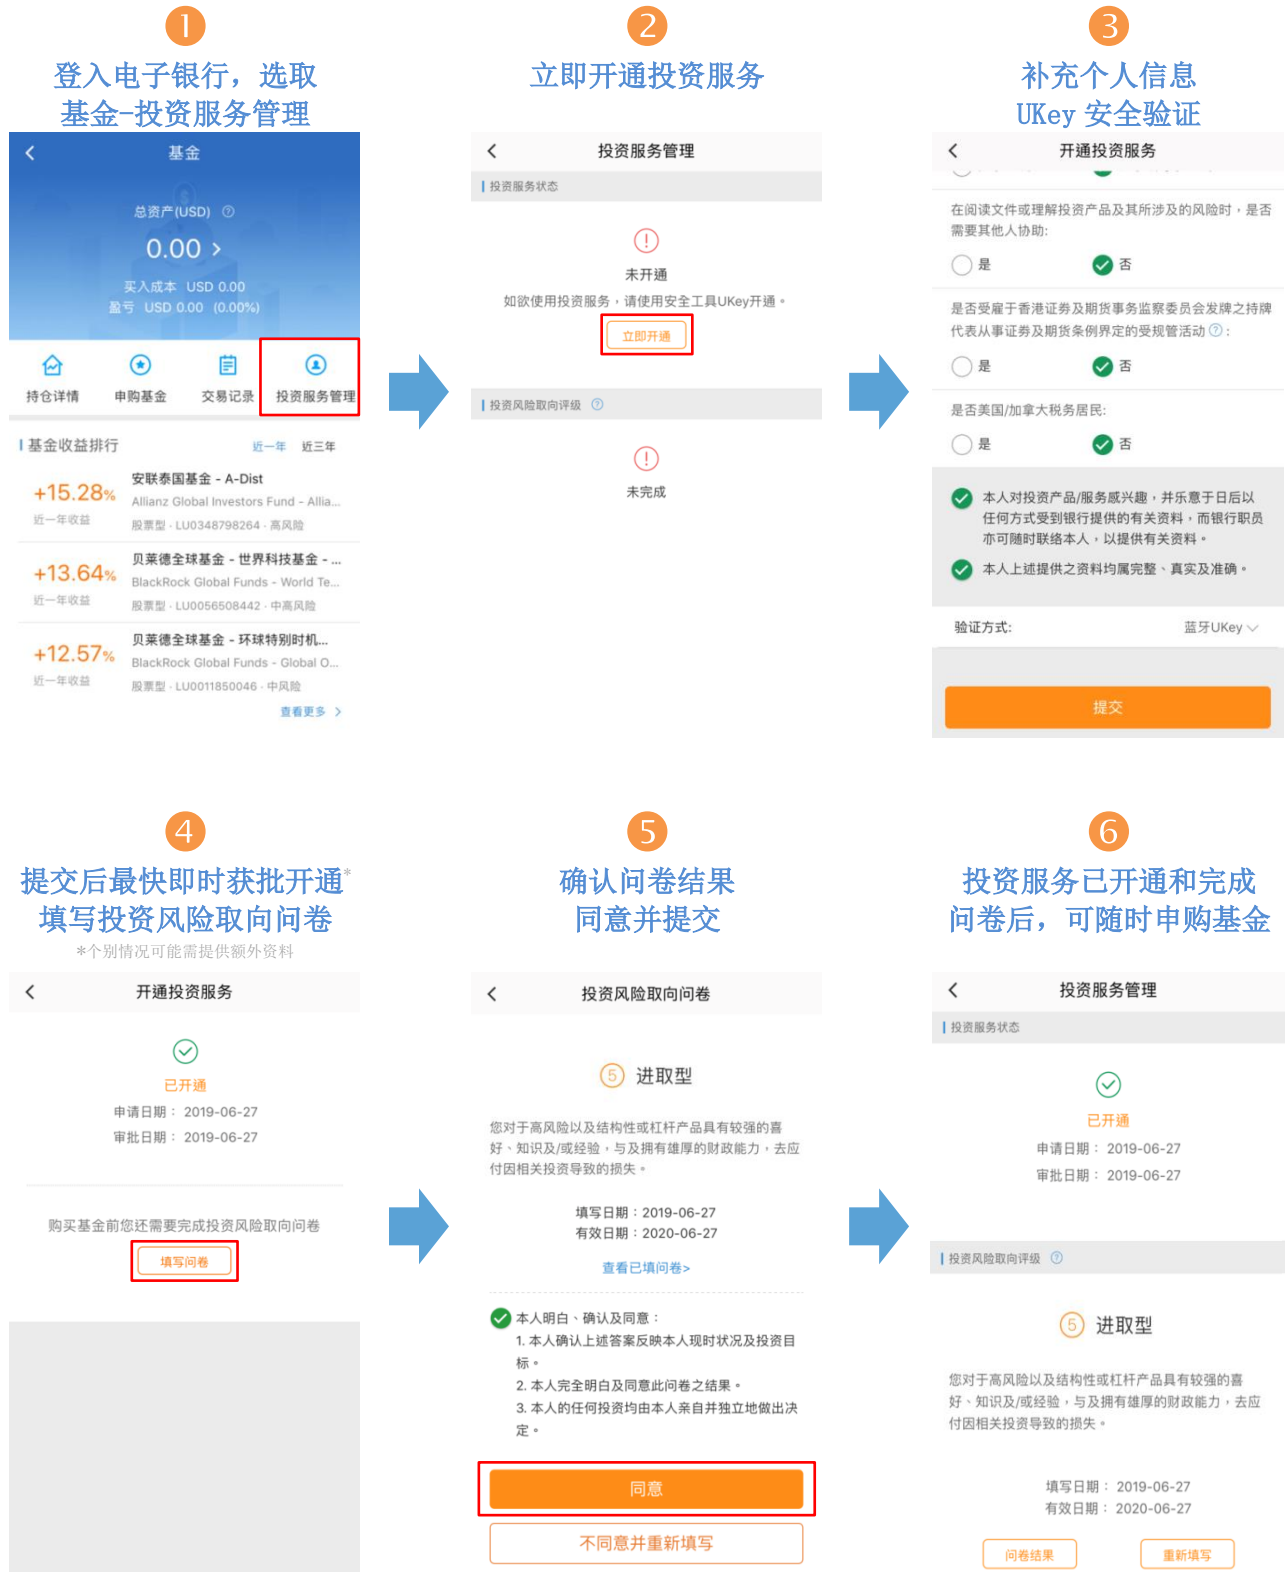 1
登入电子银行，选取
基金-投资服务管理
基金
总资产(USD) ?
0.00 >
买入成本 USD 0.00
盈亏 USD 0.00 (0.00%)
持仓详情 申购基金 交易记录 投资服务管理
基金收益排行 近一年 近三年
+15.28%
近一年收益
安联泰国基金 - A-Dist
Allianz Global Investors Fund - Allia...
股票型 · LU0348798264 · 高风险
+13.64%
近一年收益
贝莱德全球基金 - 世界科技基金 - ...
BlackRock Global Funds - World Te...
股票型 · LU0056508442 · 中高风险
+12.57%
近一年收益
贝莱德全球基金 - 环球特别时机...
BlackRock Global Funds - Global O...
股票型 · LU0011850046 · 中风险
查看更多 >
2
立即开通投资服务
投资服务管理
投资服务状态
未开通
如欲使用投资服务，请使用安全工具UKey开通。
立即开通
投资风险取向评级 ?
未完成
3
补充个人信息
UKey 安全验证
开通投资服务
在阅读文件或理解投资产品及其所涉及的风险时，是否
需要其他人协助:
是 否
是否受雇于香港证券及期货事务监察委员会发牌之持牌
代表从事证券及期货条例界定的受规管活动 ? :
是 否
是否美国/加拿大税务居民:
是 否
本人对投资产品/服务感兴趣，并乐意于日后以
任何方式受到银行提供的有关资料，而银行职员
亦可随时联络本人，以提供有关资料。
本人上述提供之资料均属完整、真实及准确。
验证方式: 蓝牙UKey
提交
4
提交后最快即时获批开通*
填写投资风险取向问卷
*个别情况可能需提供额外资料
开通投资服务
已开通
申请日期： 2019-06-27
审批日期： 2019-06-27
购买基金前您还需要完成投资风险取向问卷
填写问卷
5
确认问卷结果
同意并提交
投资风险取向问卷
5 进取型
您对于高风险以及结构性或杠杆产品具有较强的喜
好、知识及/或经验，与及拥有雄厚的财政能力，去应
付因相关投资导致的损失。
填写日期：2019-06-27
有效日期：2020-06-27
查看已填问卷>
本人明白、确认及同意：
1. 本人确认上述答案反映本人现时状况及投资目
标。
2. 本人完全明白及同意此问卷之结果。
3. 本人的任何投资均由本人亲自并独立地做出决
定。
同意
不同意并重新填写
6
投资服务已开通和完成
问卷后，可随时申购基金
投资服务管理
投资服务状态
已开通
申请日期： 2019-06-27
审批日期： 2019-06-27
投资风险取向评级 ?
5 进取型
您对于高风险以及结构性或杠杆产品具有较强的喜
好、知识及/或经验，与及拥有雄厚的财政能力，去应
付因相关投资导致的损失。
填写日期： 2019-06-27
有效日期： 2020-06-27
问卷结果 重新填写